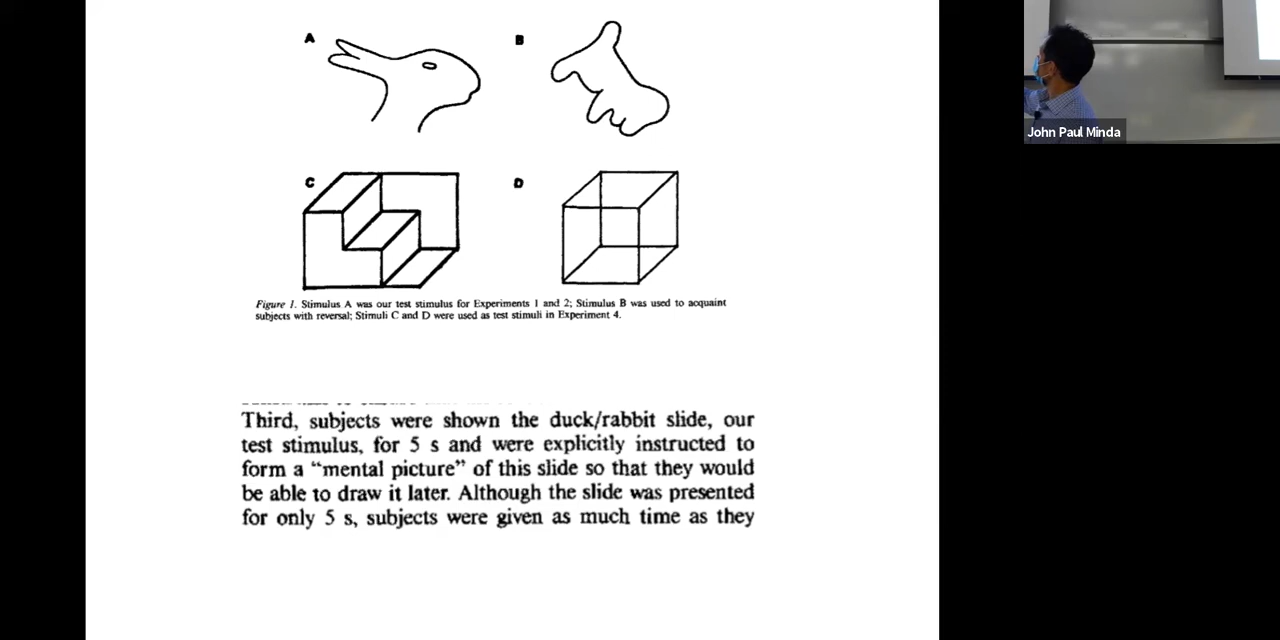 A
B
John Paul Minda
C
D
Figure 1. Stimulus A was our test stimulus for Experiments 1 and 2; Stimulus B was used to acquaint
subjects with reversal; Stimuli C and D were used as test stimuli in Experiment 4.
Third, subjects were shown the duck/rabbit slide, our
test stimulus, for 5 s and were explicitly instructed to
form a “mental picture” of this slide so that they would
be able to draw it later. Although the slide was presented
for only 5 s, subjects were given as much time as they